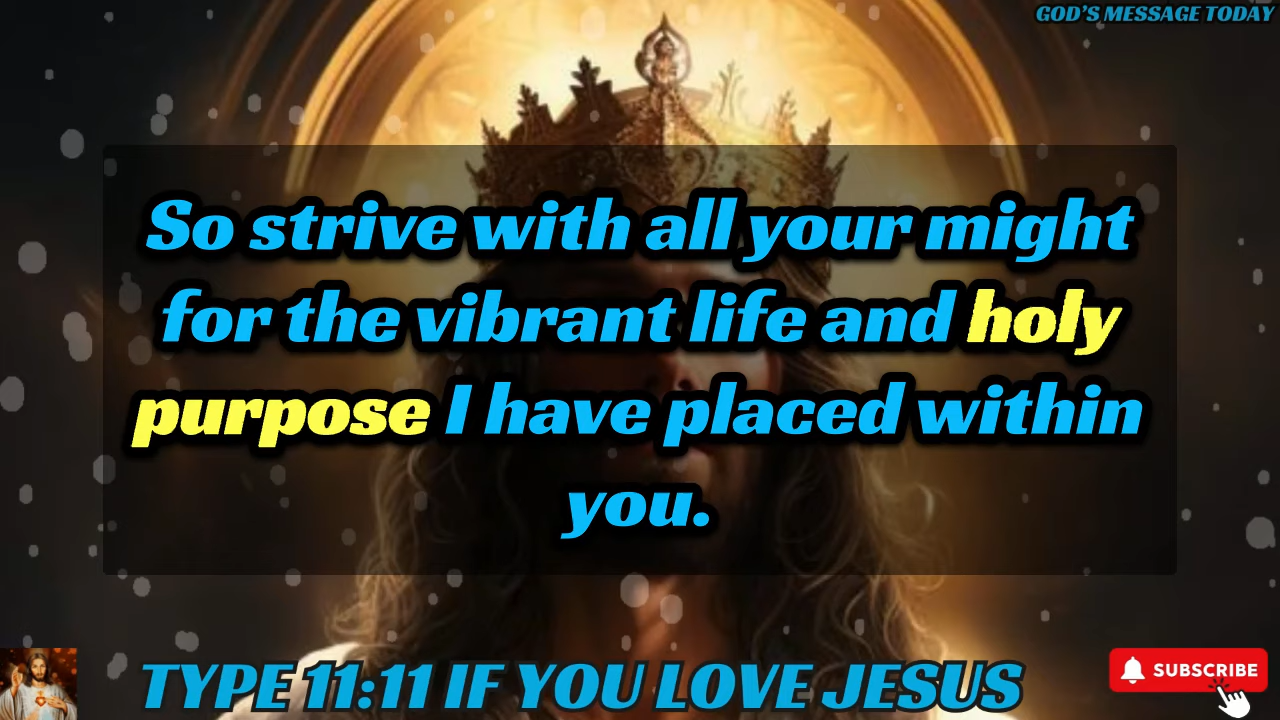 GOD'S MESSAGE TODAY
So strive with all your might
for the vibrant life and holy
purpose I have placed within
you.
TYPE 11:11 IF YOU LOVE JESUS
SUBSCRIBE